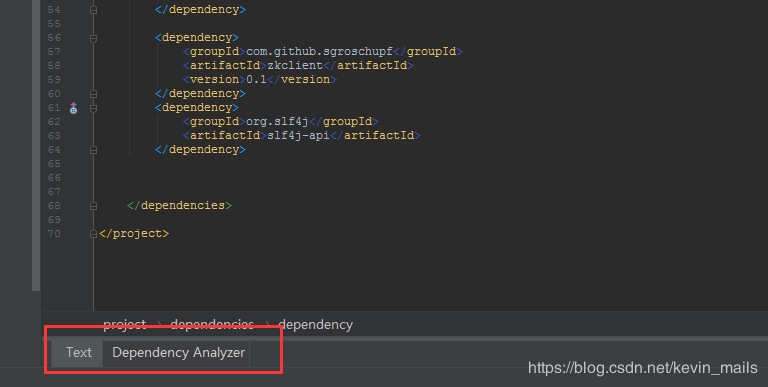 54 </dependency>
55
56 <dependency>
57 <groupId>com.github.sgroschupf</groupId>
58 <artifactId>zkclient</artifactId>
59 <version>0.1</version>
60 </dependency>
61 <dependency>
62 <groupId>org.slf4j</groupId>
63 <artifactId>slf4j-api</artifactId>
64 </dependency>
65
66
67
68 </dependencies>
69
70 </project>
project › dependencies › dependency
Text Dependency Analyzer
https://blog.csdn.net/kevin_mails